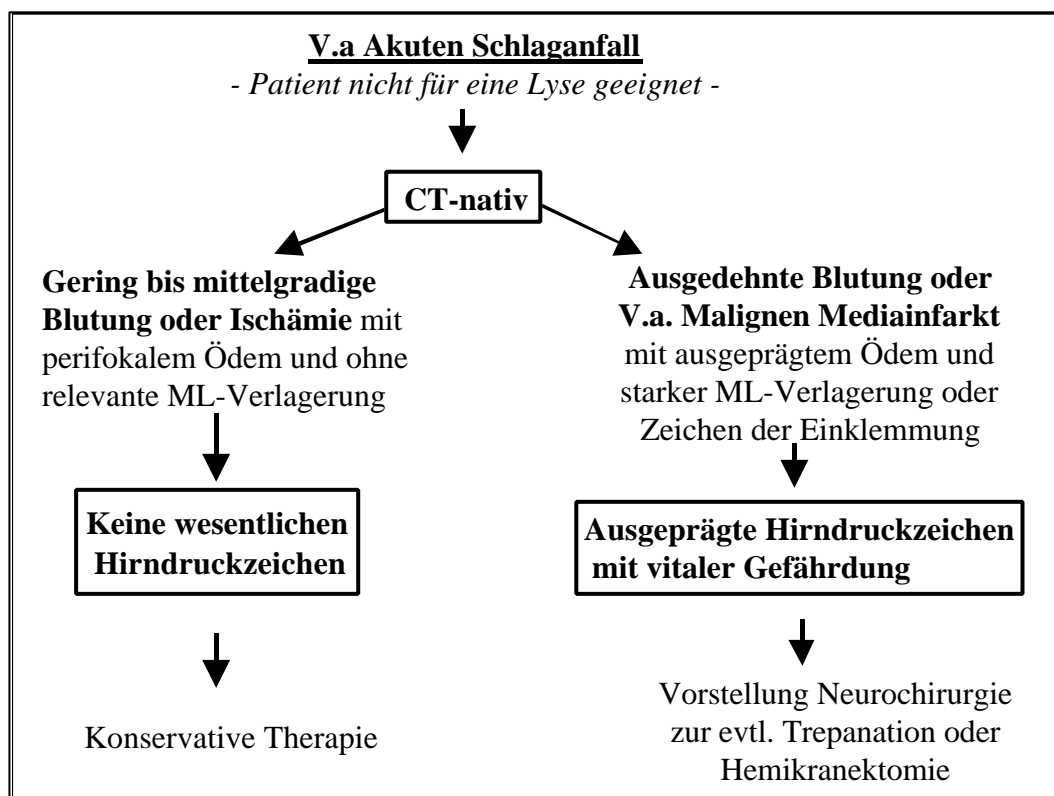 V.a Akuten Schlaganfall
- Patient nicht für eine Lyse geeignet -
CT-nativ
Gering bis mittelgradige
Blutung oder Ischämie mit
perifokalem Ödem und ohne
relevante ML-Verlagerung
Keine wesentlichen
Hirndruckzeichen
Konservative Therapie
Ausgedehnte Blutung oder
V.a. Malignen Mediainfarkt
mit ausgeprägtem Ödem und
starker ML-Verlagerung oder
Zeichen der Einklemmung
Ausgeprägte Hirndruckzeichen
mit vitaler Gefährdung
Vorstellung Neurochirurgie
zur evtl. Trepanation oder
Hemikranektomie